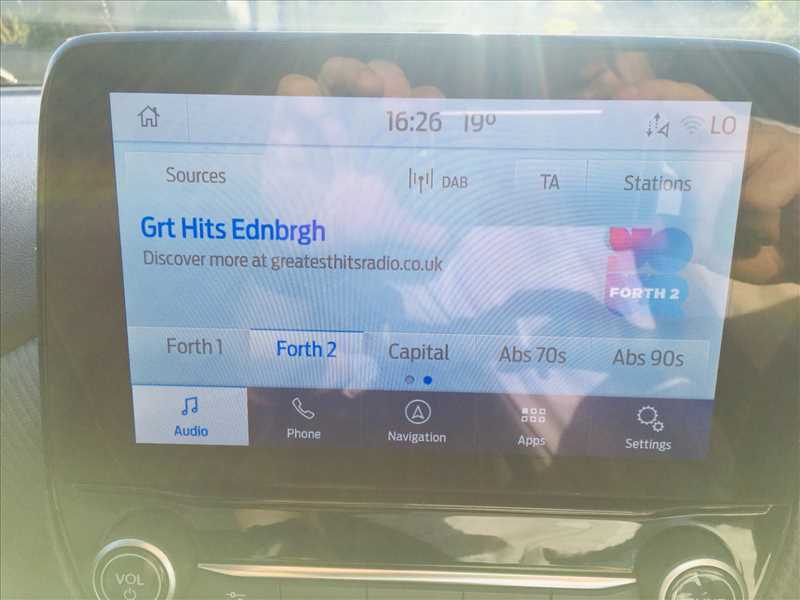 16:26 19° LO
Sources DAB TA Stations
Grt Hits Ednbrgh
Discover more at greatesthitsradio.co.uk
FORTH 2
Forth 1 Forth 2 Capital Abs 70s Abs 90s
Audio Phone Navigation Apps Settings
VOL